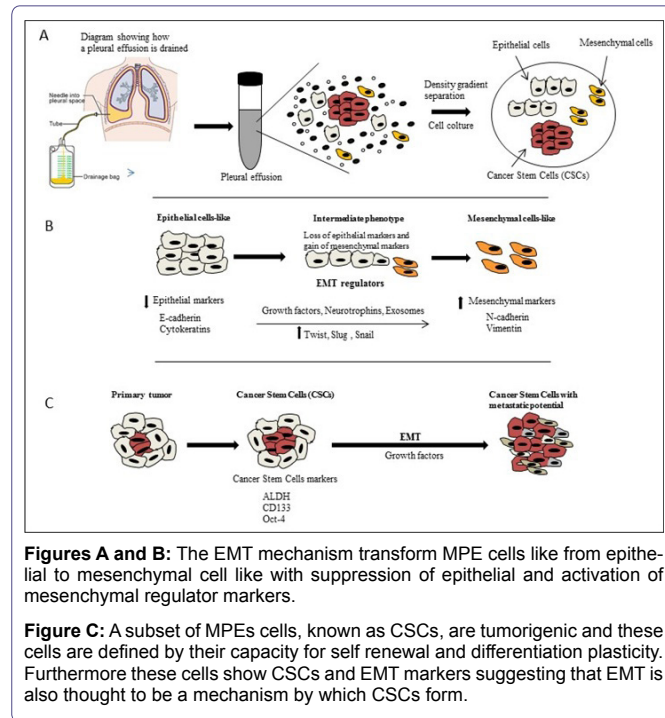 A
Diagram showing how
a pleural effusion is drained
Needle into
pleural space
Tube
Drainage bag
Pleural effusion
Density gradient
separation
Cell colture
Epithelial cells
Mesenchymal cells
Cancer Stem Cells (CSCs)
B
Epithelial cells-like
Intermediate phenotype
Mesenchymal cells-like
Loss of epithelial markers and
gain of mesenchymal markers
EMT regulators
Epithelial markers
E-cadherin
Cytokeratins
Growth factors, Neurotrophins, Exosomes
Twist, Slug , Snail
Mesenchymal markers
N-cadherin
Vimentin
C
Primary tumor
Cancer Stem Cells (CSCs)
Cancer Stem Cells with
metastatic potential
EMT
Growth factors
Cancer Stem Cells markers
ALDH
CD133
Oct-4
Figures A and B: The EMT mechanism transform MPE cells like from epithe-
lial to mesenchymal cell like with suppression of epithelial and activation of
mesenchymal regulator markers.
Figure C: A subset of MPEs cells, known as CSCs, are tumorigenic and these
cells are defined by their capacity for self renewal and differentiation plasticity.
Furthermore these cells show CSCs and EMT markers suggesting that EMT is
also thought to be a mechanism by which CSCs form.